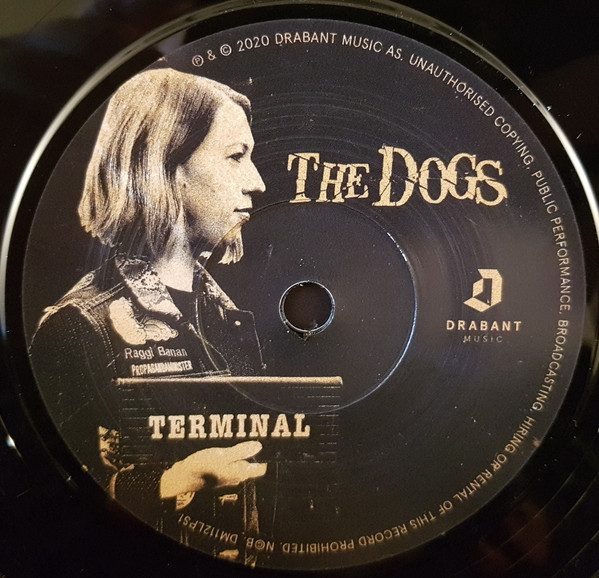 ℗ & © 2020 DRABANT MUSIC AS. UNAUTHORISED COPYING, PUBLIC PERFORMANCE, BROADCASTING, HIRING OR RENTAL OF THIS RECORD PROHIBITED. N©B. DM112LPS1
THE DOGS
DRABANT
MUSIC
Raggi Banan
PROPAGANDAMINISTER
TERMINAL